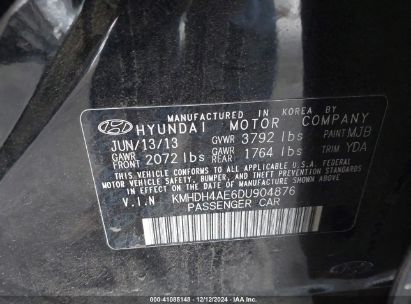 MANUFACTURED IN KOREA BY
HYUNDAI MOTOR COMPANY
JUN/13/13 GVWR 3792 lbs PAINT MJB
GAWR FRONT 2072 lbs GAWR REAR 1764 lbs TRIM YDA
THIS VEHICLE CONFORMS TO ALL APPLICABLE U.S.A. FEDERAL
MOTOR VEHICLE SAFETY, BUMPER, AND THEFT PREVENTION
STANDARDS IN EFFECT ON THE DATE OF MANUFACTURE SHOWN ABOVE.
V.I.N KMHDH4AE6DU904876
PASSENGER CAR
IAA
150 - 41085148 - 12/12/2024 - IAA